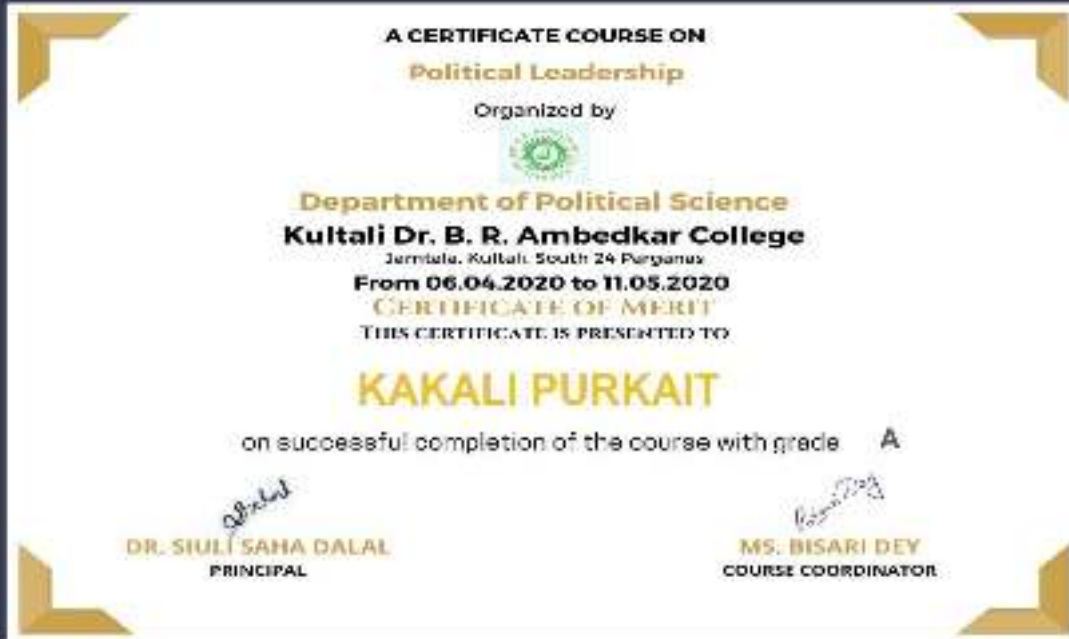 A CERTIFICATE COURSE ON
Political Leadership
Organized by
Department of Political Science
Kultali Dr. B. R. Ambedkar College
Jamtala, Kultali, South 24 Parganas
From 06.04.2020 to 11.05.2020
CERTIFICATE OF MERIT
THIS CERTIFICATE IS PRESENTED TO
KAKALI PURKAIT
on successful completion of the course with grade A
DR. SIULI SAHA DALAL
PRINCIPAL
MS. BISARI DEY
COURSE COORDINATOR